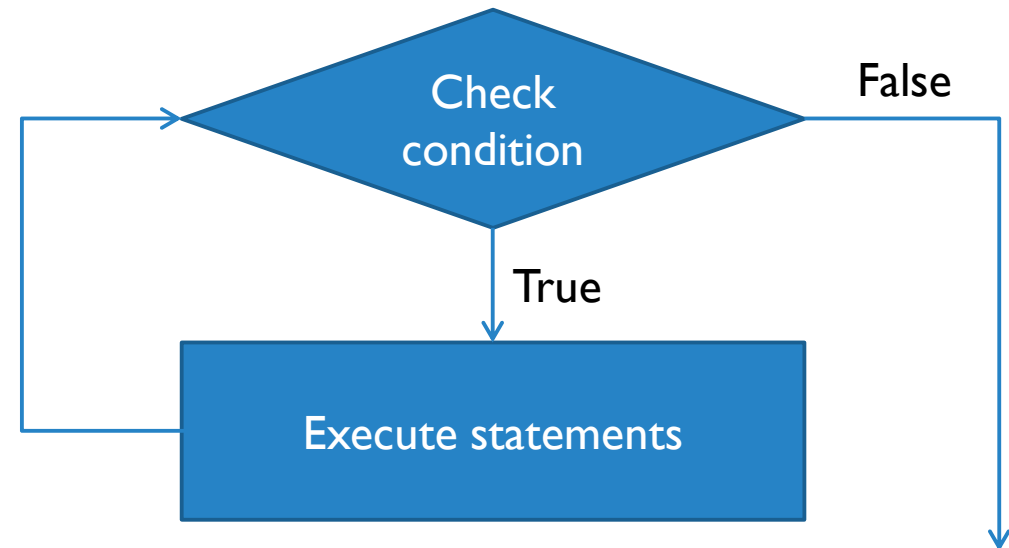 Check
condition
False
True
Execute statements